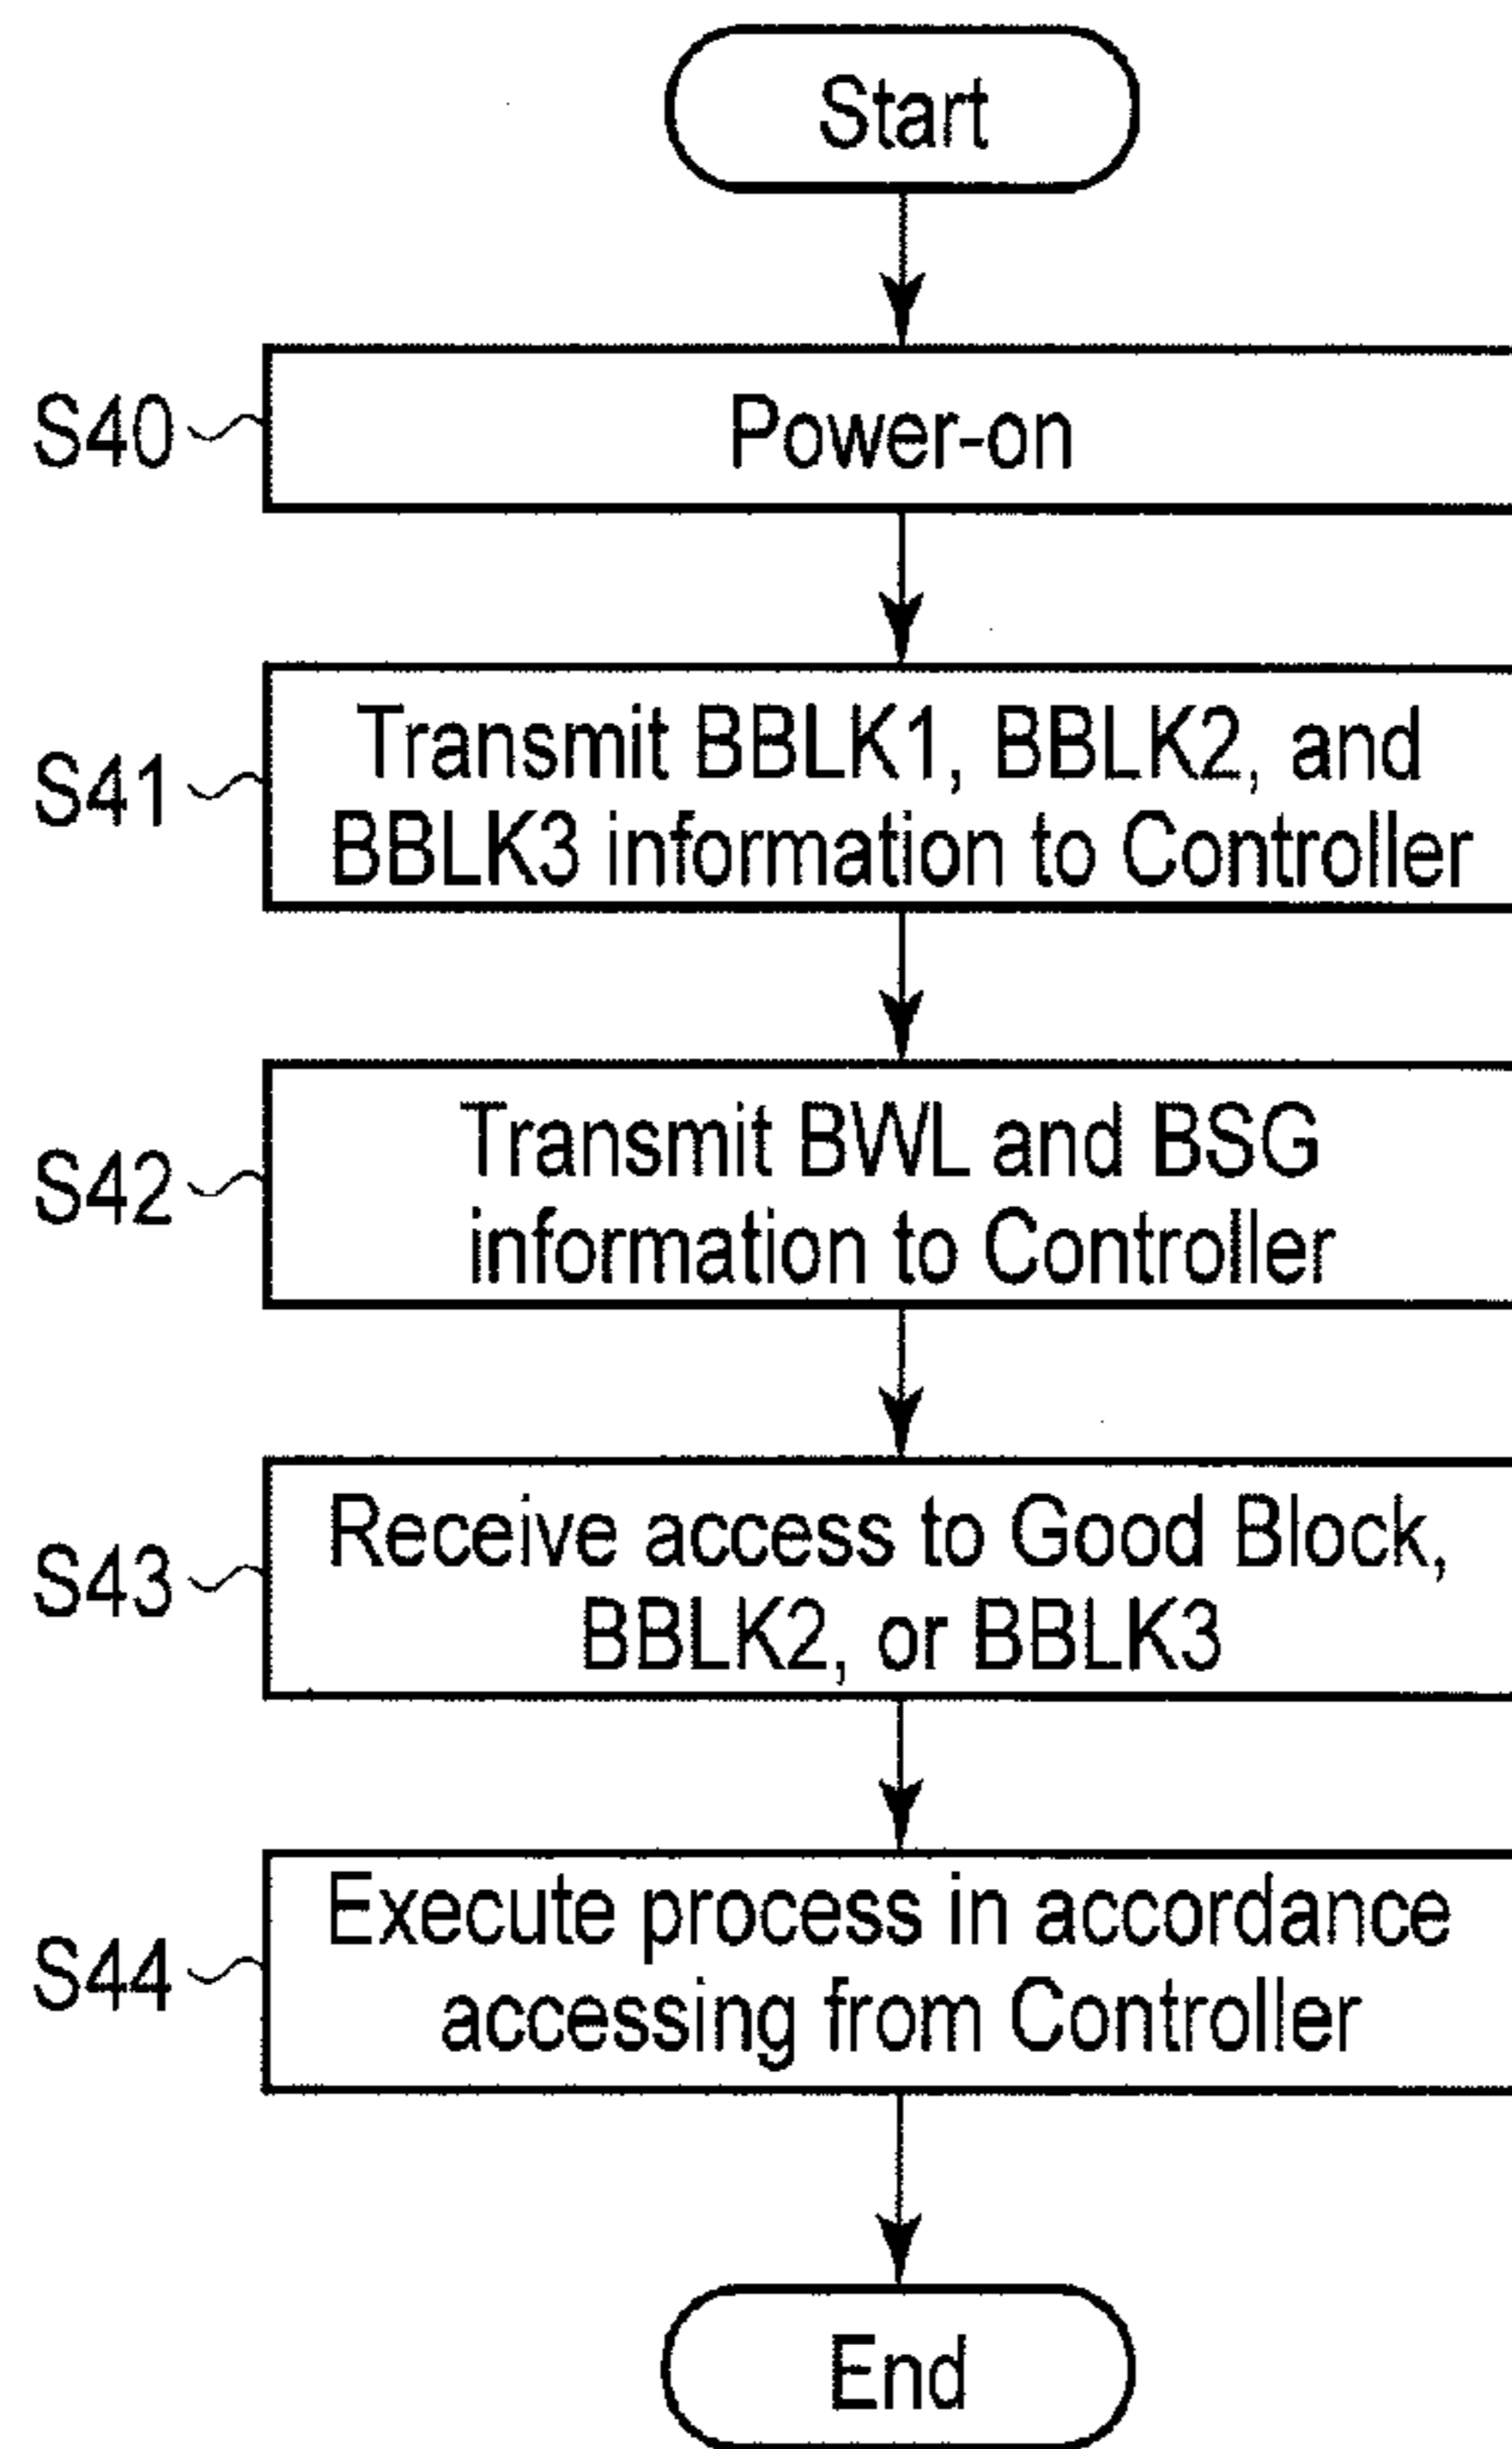 Start
S40
Power-on
S41
Transmit BBLK1, BBLK2, and
BBLK3 information to Controller
S42
Transmit BWL and BSG
information to Controller
S43
Receive access to Good Block,
BBLK2, or BBLK3
S44
Execute process in accordance
accessing from Controller
End